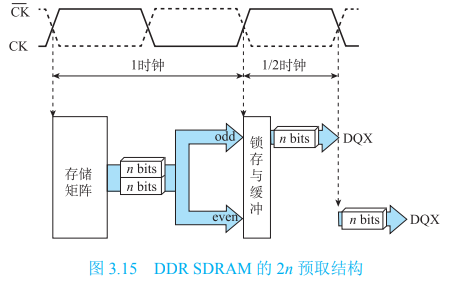 CK
CK
1时钟
1/2时钟
存储
矩阵
n bits
n bits
odd
even
锁
存
与
缓
冲
n bits
DQX
n bits
DQX
图 3.15 DDR SDRAM 的 2n 预取结构